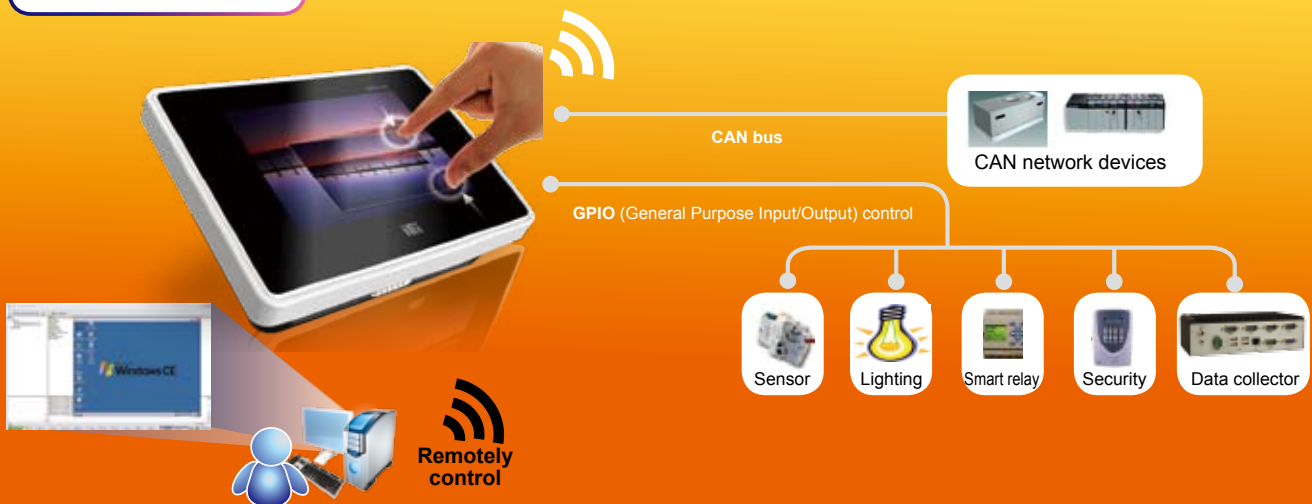 CAN bus
CAN network devices
GPIO (General Purpose Input/Output) control
Sensor
Lighting
Smart relay
Security
Data collector
Windows CE
Remotely
control